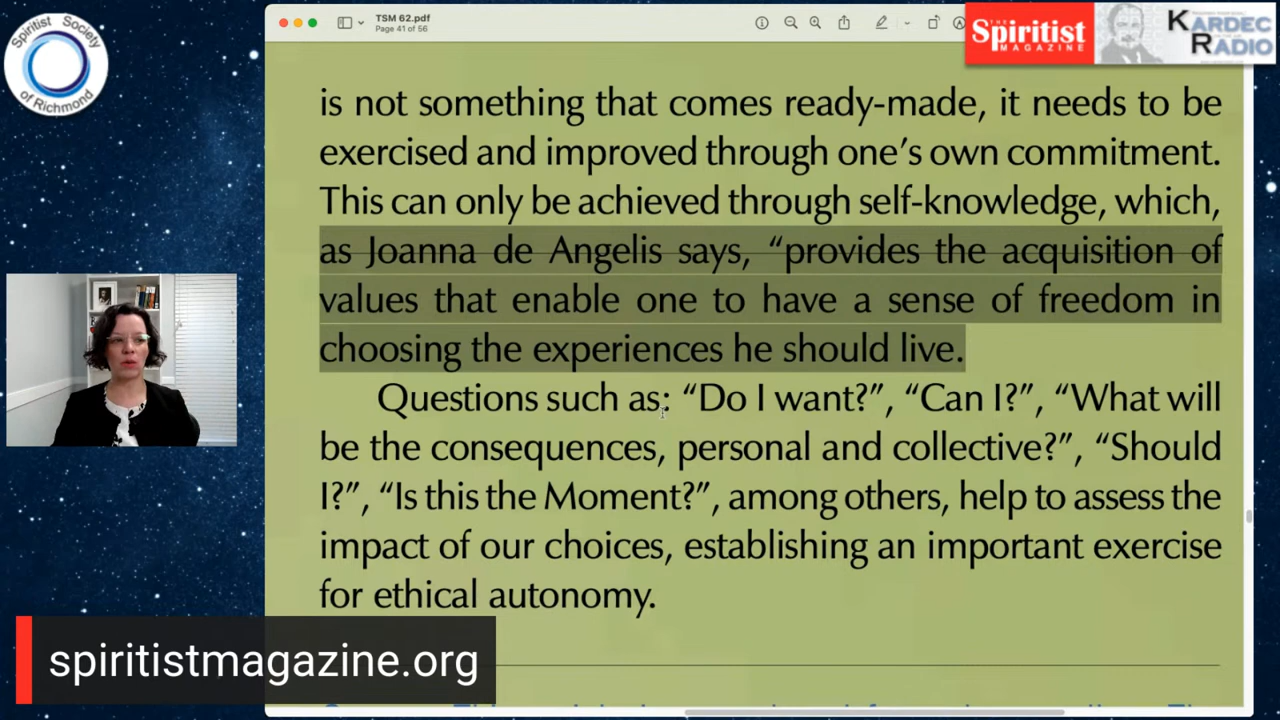 Spiritist Society
of Richmond
TSM 62.pdf
Page 41 of 56
THE
Spiritist
MAGAZINE
KARDEC
RADIO
is not something that comes ready-made, it needs to be
exercised and improved through one’s own commitment.
This can only be achieved through self-knowledge, which,
as Joanna de Angelis says, “provides the acquisition of
values that enable one to have a sense of freedom in
choosing the experiences he should live.
Questions such as: “Do I want?”, “Can I?”, “What will
be the consequences, personal and collective?”, “Should
I?”, “Is this the Moment?”, among others, help to assess the
impact of our choices, establishing an important exercise
for ethical autonomy.
spiritistmagazine.org